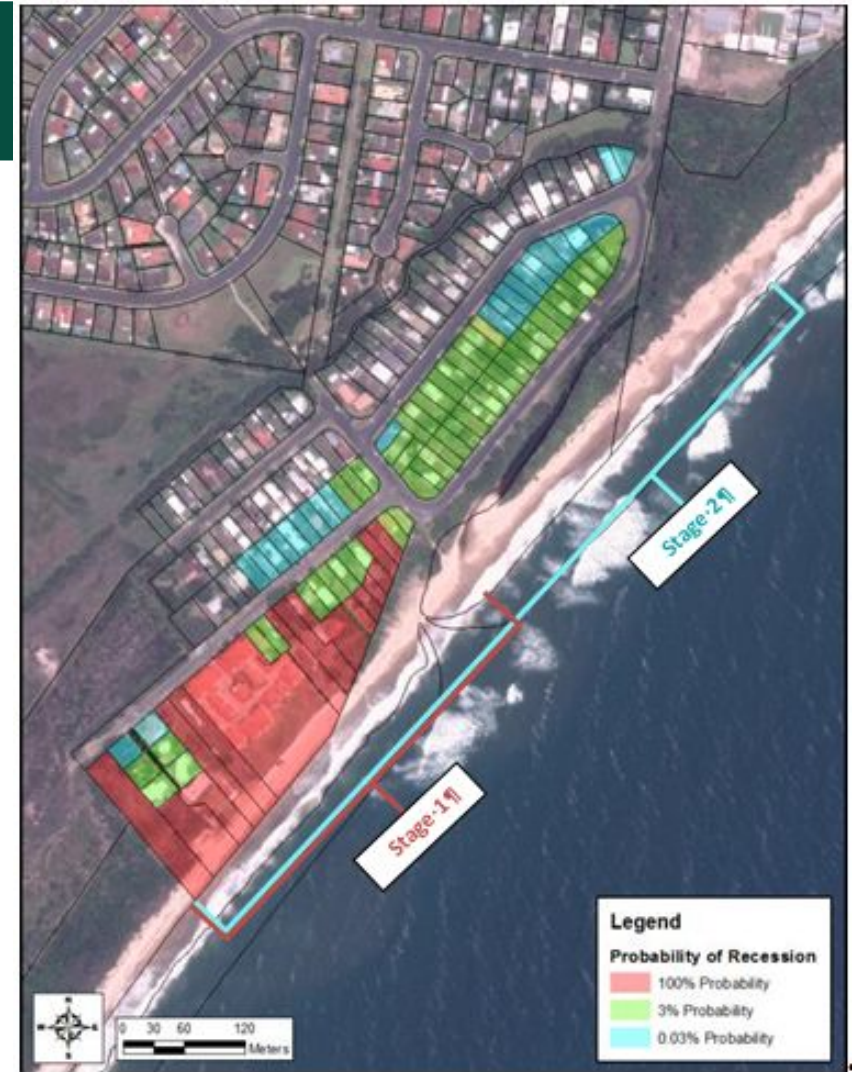 Stage·2¶
Stage·1¶
Legend
Probability of Recession
100% Probability
3% Probability
0.03% Probability
N
W
E
S
0 30 60 120
Meters